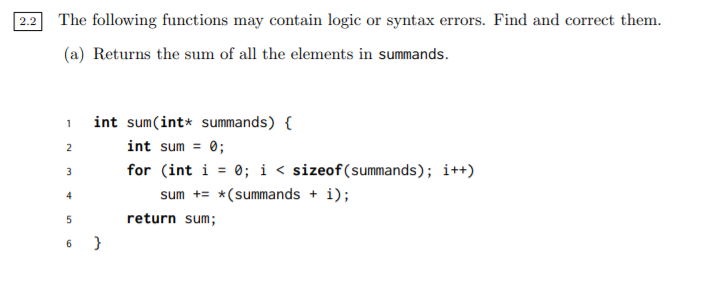 2.2 The following functions may contain logic or syntax errors. Find and correct them.
(a) Returns the sum of all the elements in summands.
1 int sum(int* summands) {
2 int sum = 0;
3 for (int i = 0; i < sizeof(summands); i++)
4 sum += *(summands + i);
5 return sum;
6 }